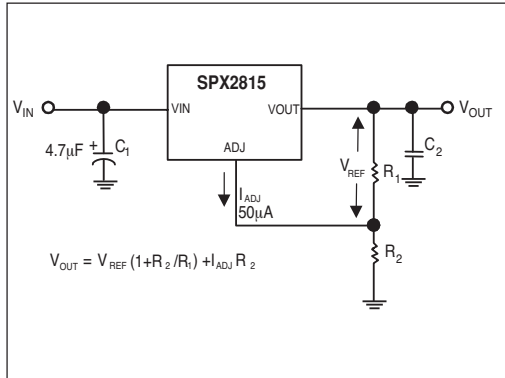 SPX2815
V_IN
VIN
VOUT
V_OUT
4.7μF
+
C_1
ADJ
V_REF
R_1
C_2
I_ADJ
50μA
V_OUT = V_REF (1+R_2/R_1) +I_ADJ R_2
R_2